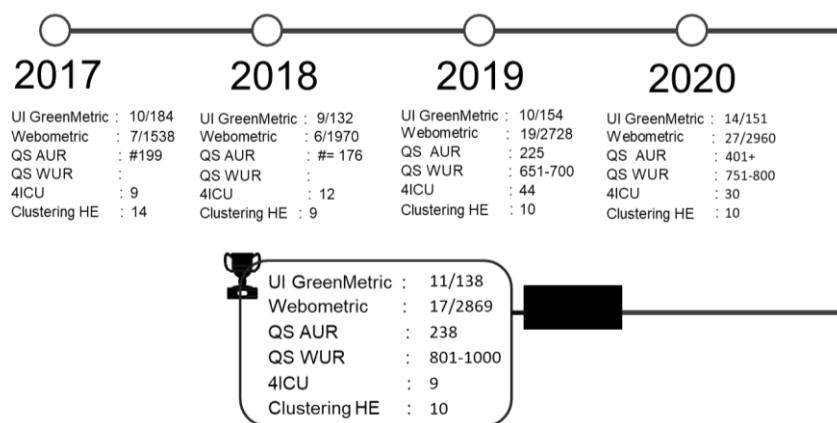 2017
UI GreenMetric : 10/184
Webometric : 7/1538
QS AUR : #199
QS WUR :
4ICU : 9
Clustering HE : 14
2018
UI GreenMetric : 9/132
Webometric : 6/1970
QS AUR : #= 176
QS WUR :
4ICU : 12
Clustering HE : 9
2019
UI GreenMetric : 10/154
Webometric : 19/2728
QS AUR : 225
QS WUR : 651-700
4ICU : 44
Clustering HE : 10
2020
UI GreenMetric : 14/151
Webometric : 27/2960
QS AUR : 401+
QS WUR : 751-800
4ICU : 30
Clustering HE : 10
UI GreenMetric : 11/138
Webometric : 17/2869
QS AUR : 238
QS WUR : 801-1000
4ICU : 9
Clustering HE : 10